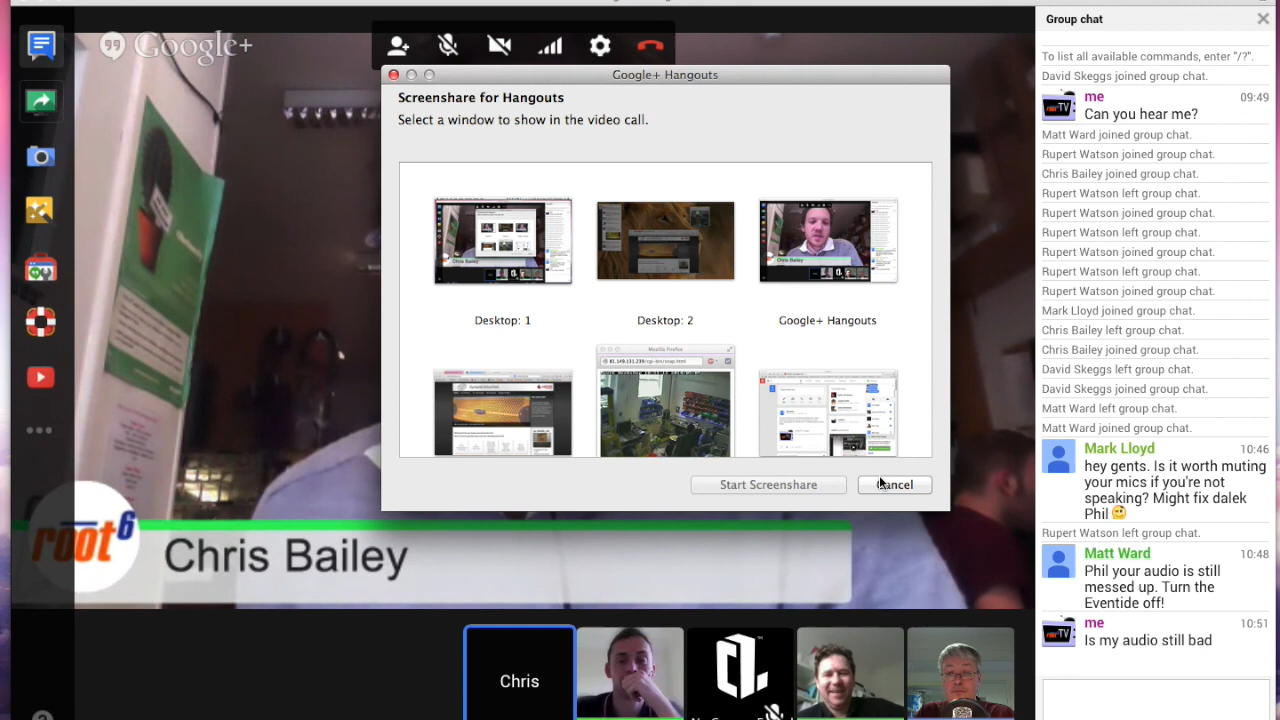 Google+
Google+ Hangouts
Screenshare for Hangouts
Select a window to show in the video call.
Desktop: 1
Desktop: 2
Google+ Hangouts
Mozilla Firefox
Chris Bailey
Start Screenshare
Cancel
root6
Chris Bailey
Chris
CL
Group chat
To list all available commands, enter "/?".
David Skeggs joined group chat.
me 09:49
Can you hear me?
Matt Ward joined group chat.
Rupert Watson joined group chat.
Chris Bailey joined group chat.
Rupert Watson left group chat.
Rupert Watson joined group chat.
Rupert Watson left group chat.
Rupert Watson joined group chat.
Rupert Watson left group chat.
Rupert Watson joined group chat.
Mark Lloyd joined group chat.
Chris Bailey left group chat.
Chris Bailey joined group chat.
David Skeggs left group chat.
David Skeggs joined group chat.
Matt Ward left group chat.
Matt Ward joined group chat.
Mark Lloyd 10:46
hey gents. Is it worth muting
your mics if you're not
speaking? Might fix dalek
Phil
Rupert Watson left group chat.
Matt Ward 10:48
Phil your audio is still
messed up. Turn the
Eventide off!
me 10:51
Is my audio still bad